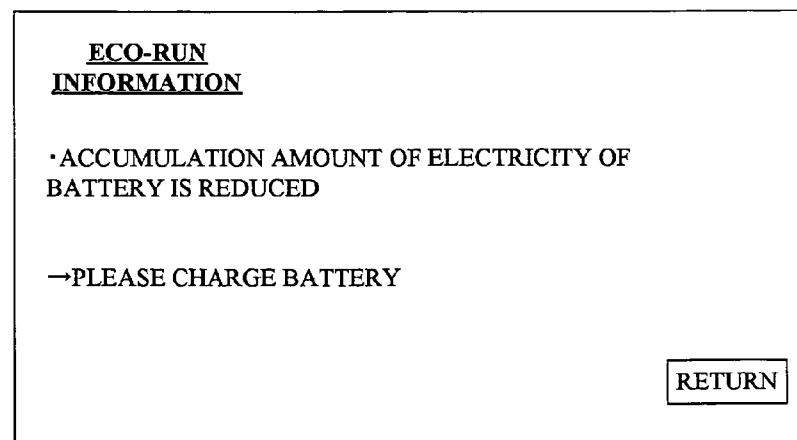 ECO-RUN
INFORMATION
・ACCUMULATION AMOUNT OF ELECTRICITY OF
BATTERY IS REDUCED
→PLEASE CHARGE BATTERY
RETURN